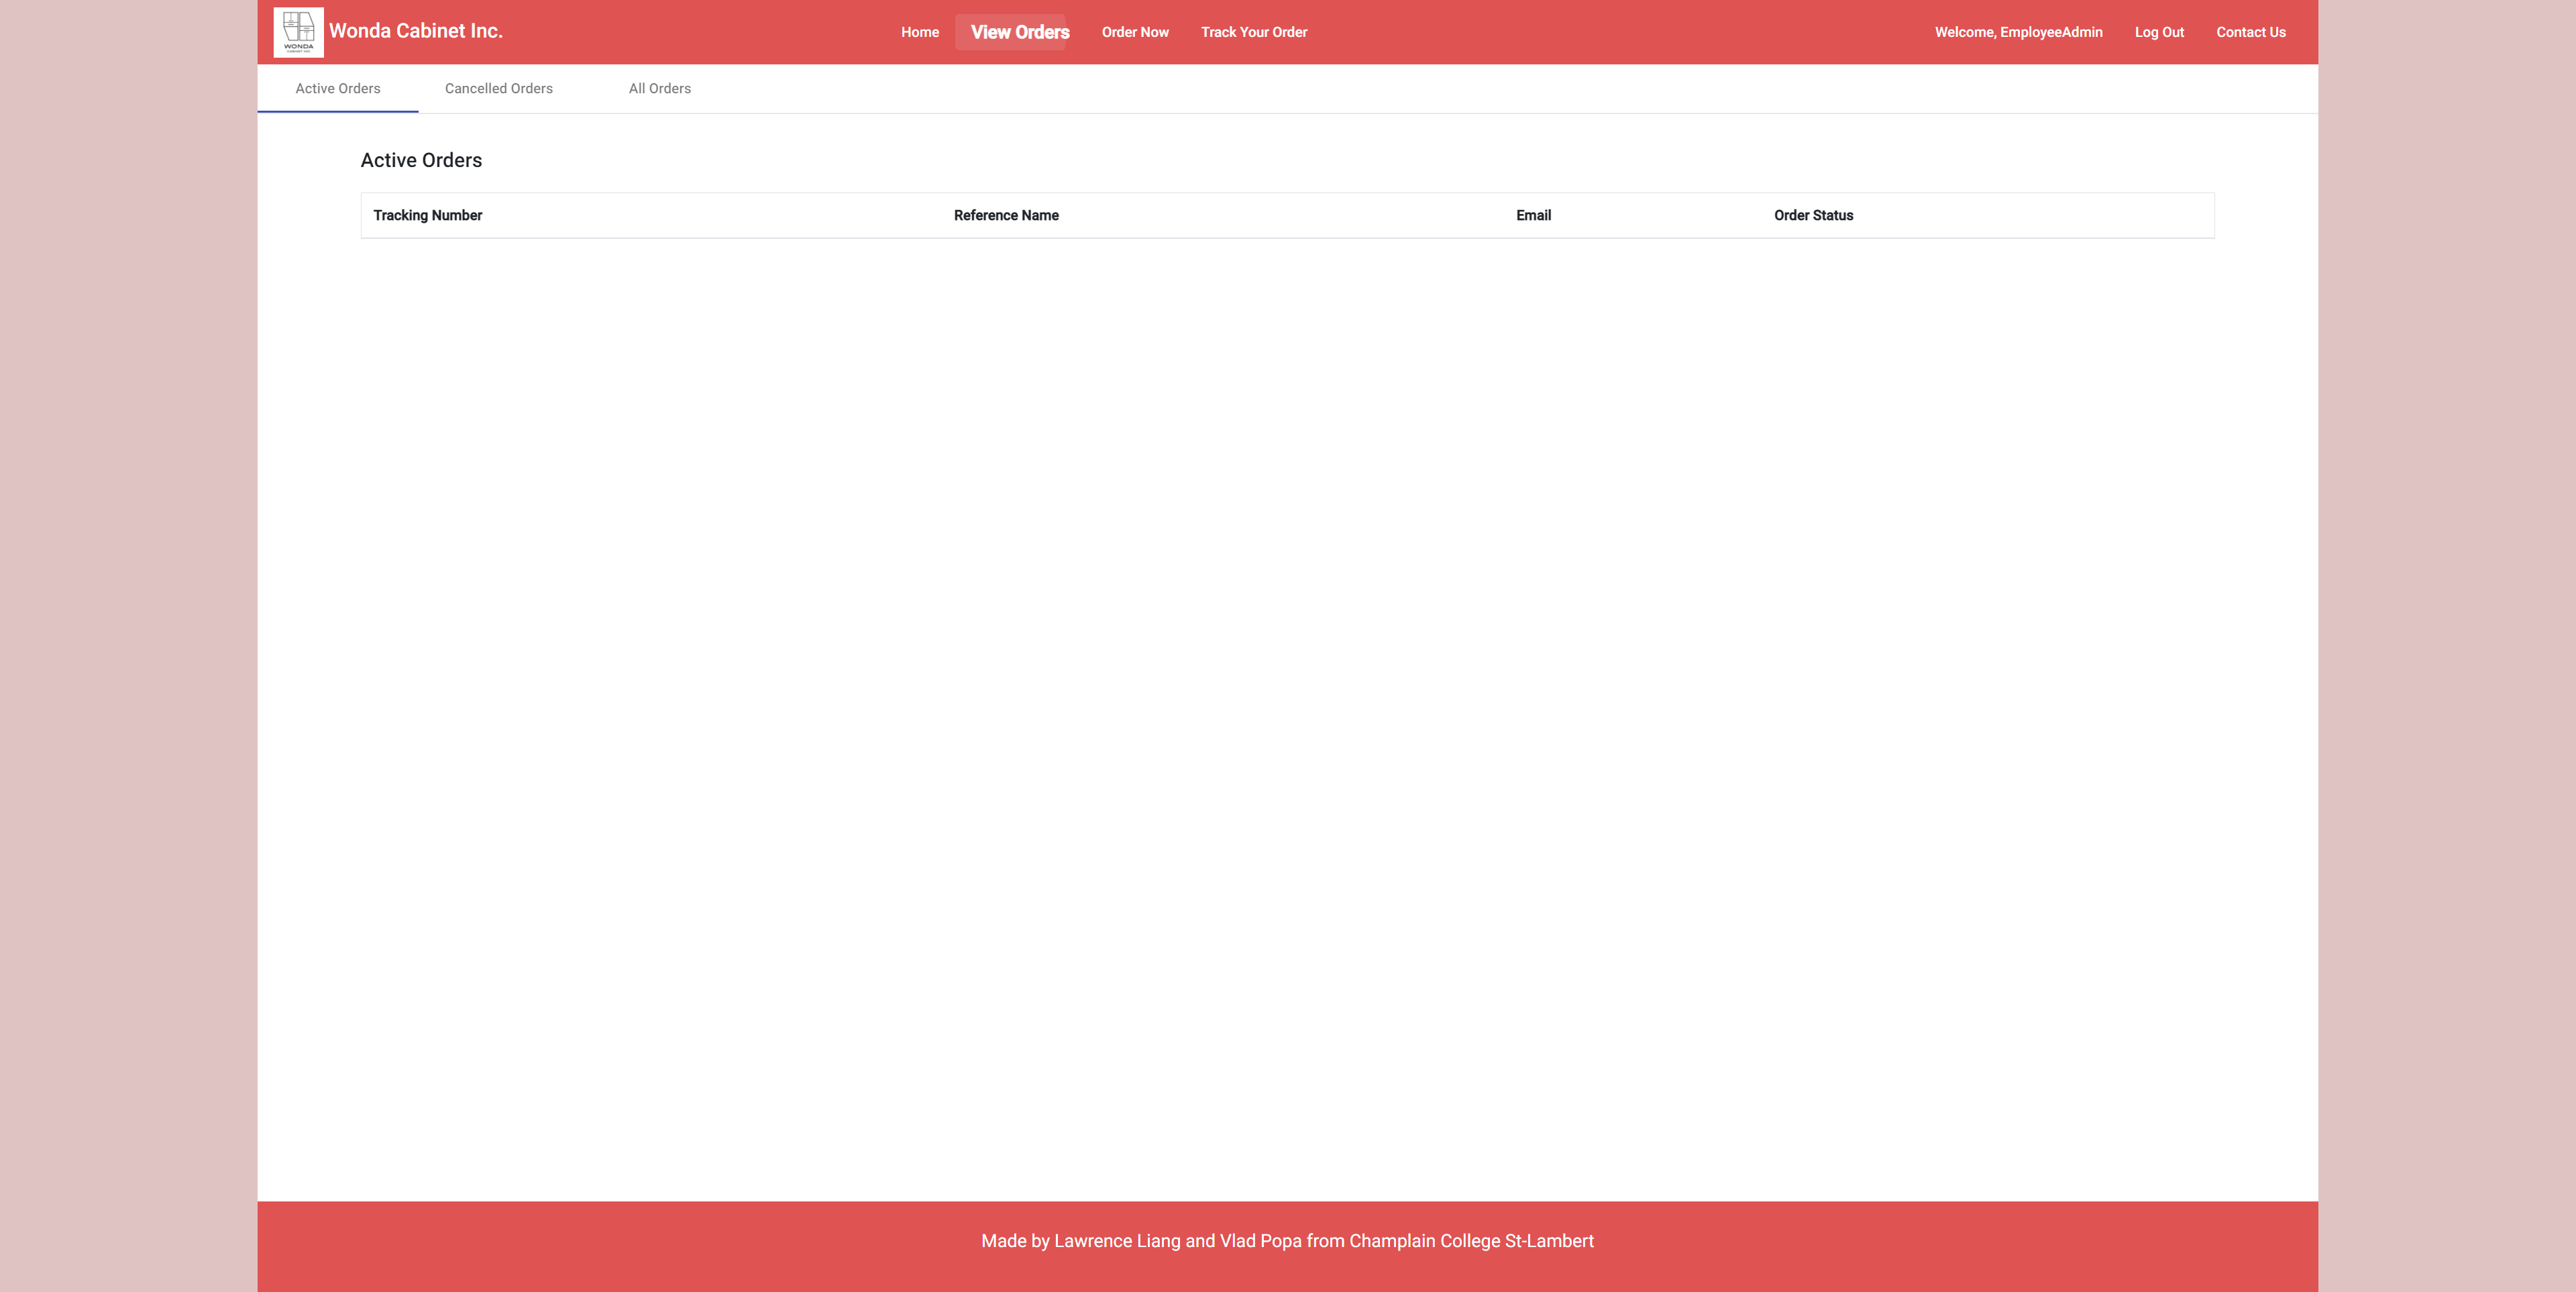 WONDA
CABINET INC.
Wonda Cabinet Inc.
Home
View Orders
Order Now
Track Your Order
Welcome, EmployeeAdmin
Log Out
Contact Us
Active Orders
Cancelled Orders
All Orders
Active Orders
Tracking Number
Reference Name
Email
Order Status
Made by Lawrence Liang and Vlad Popa from Champlain College St-Lambert